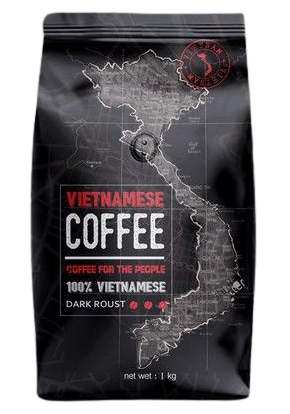 VIETNAMESE
COFFEE
COFFEE FOR THE PEOPLE
100% VIETNAMESE
DARK ROUST
net wet : 1 kg